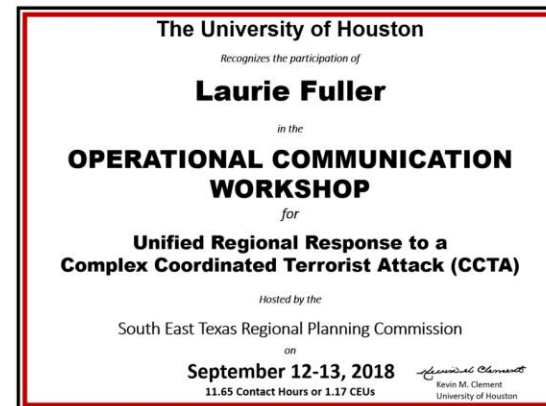 The University of Houston
Recognizes the participation of
Laurie Fuller
in the
OPERATIONAL COMMUNICATION
WORKSHOP
for
Unified Regional Response to a
Complex Coordinated Terrorist Attack (CCTA)
Hosted by the
South East Texas Regional Planning Commission
on
September 12-13, 2018
11.65 Contact Hours or 1.17 CEUs
Kevin M. Clement
Kevin M. Clement
University of Houston